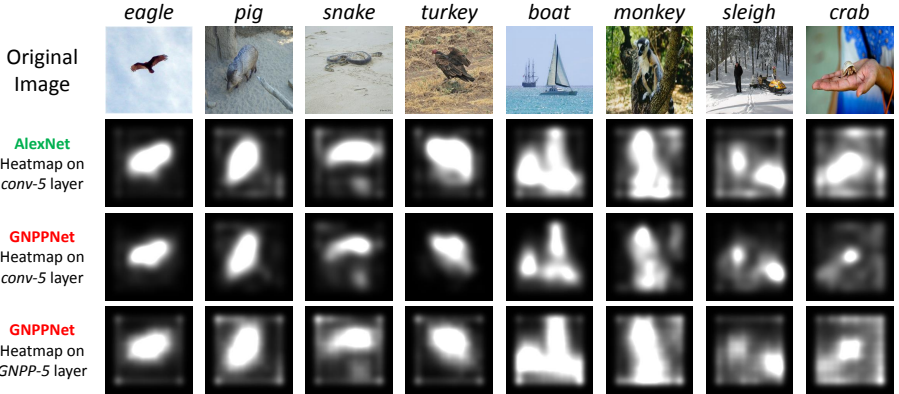 eagle pig snake turkey boat monkey sleigh crab
Original
Image
AlexNet
Heatmap on
conv-5 layer
GNPPNet
Heatmap on
conv-5 layer
GNPPNet
Heatmap on
GNPP-5 layer